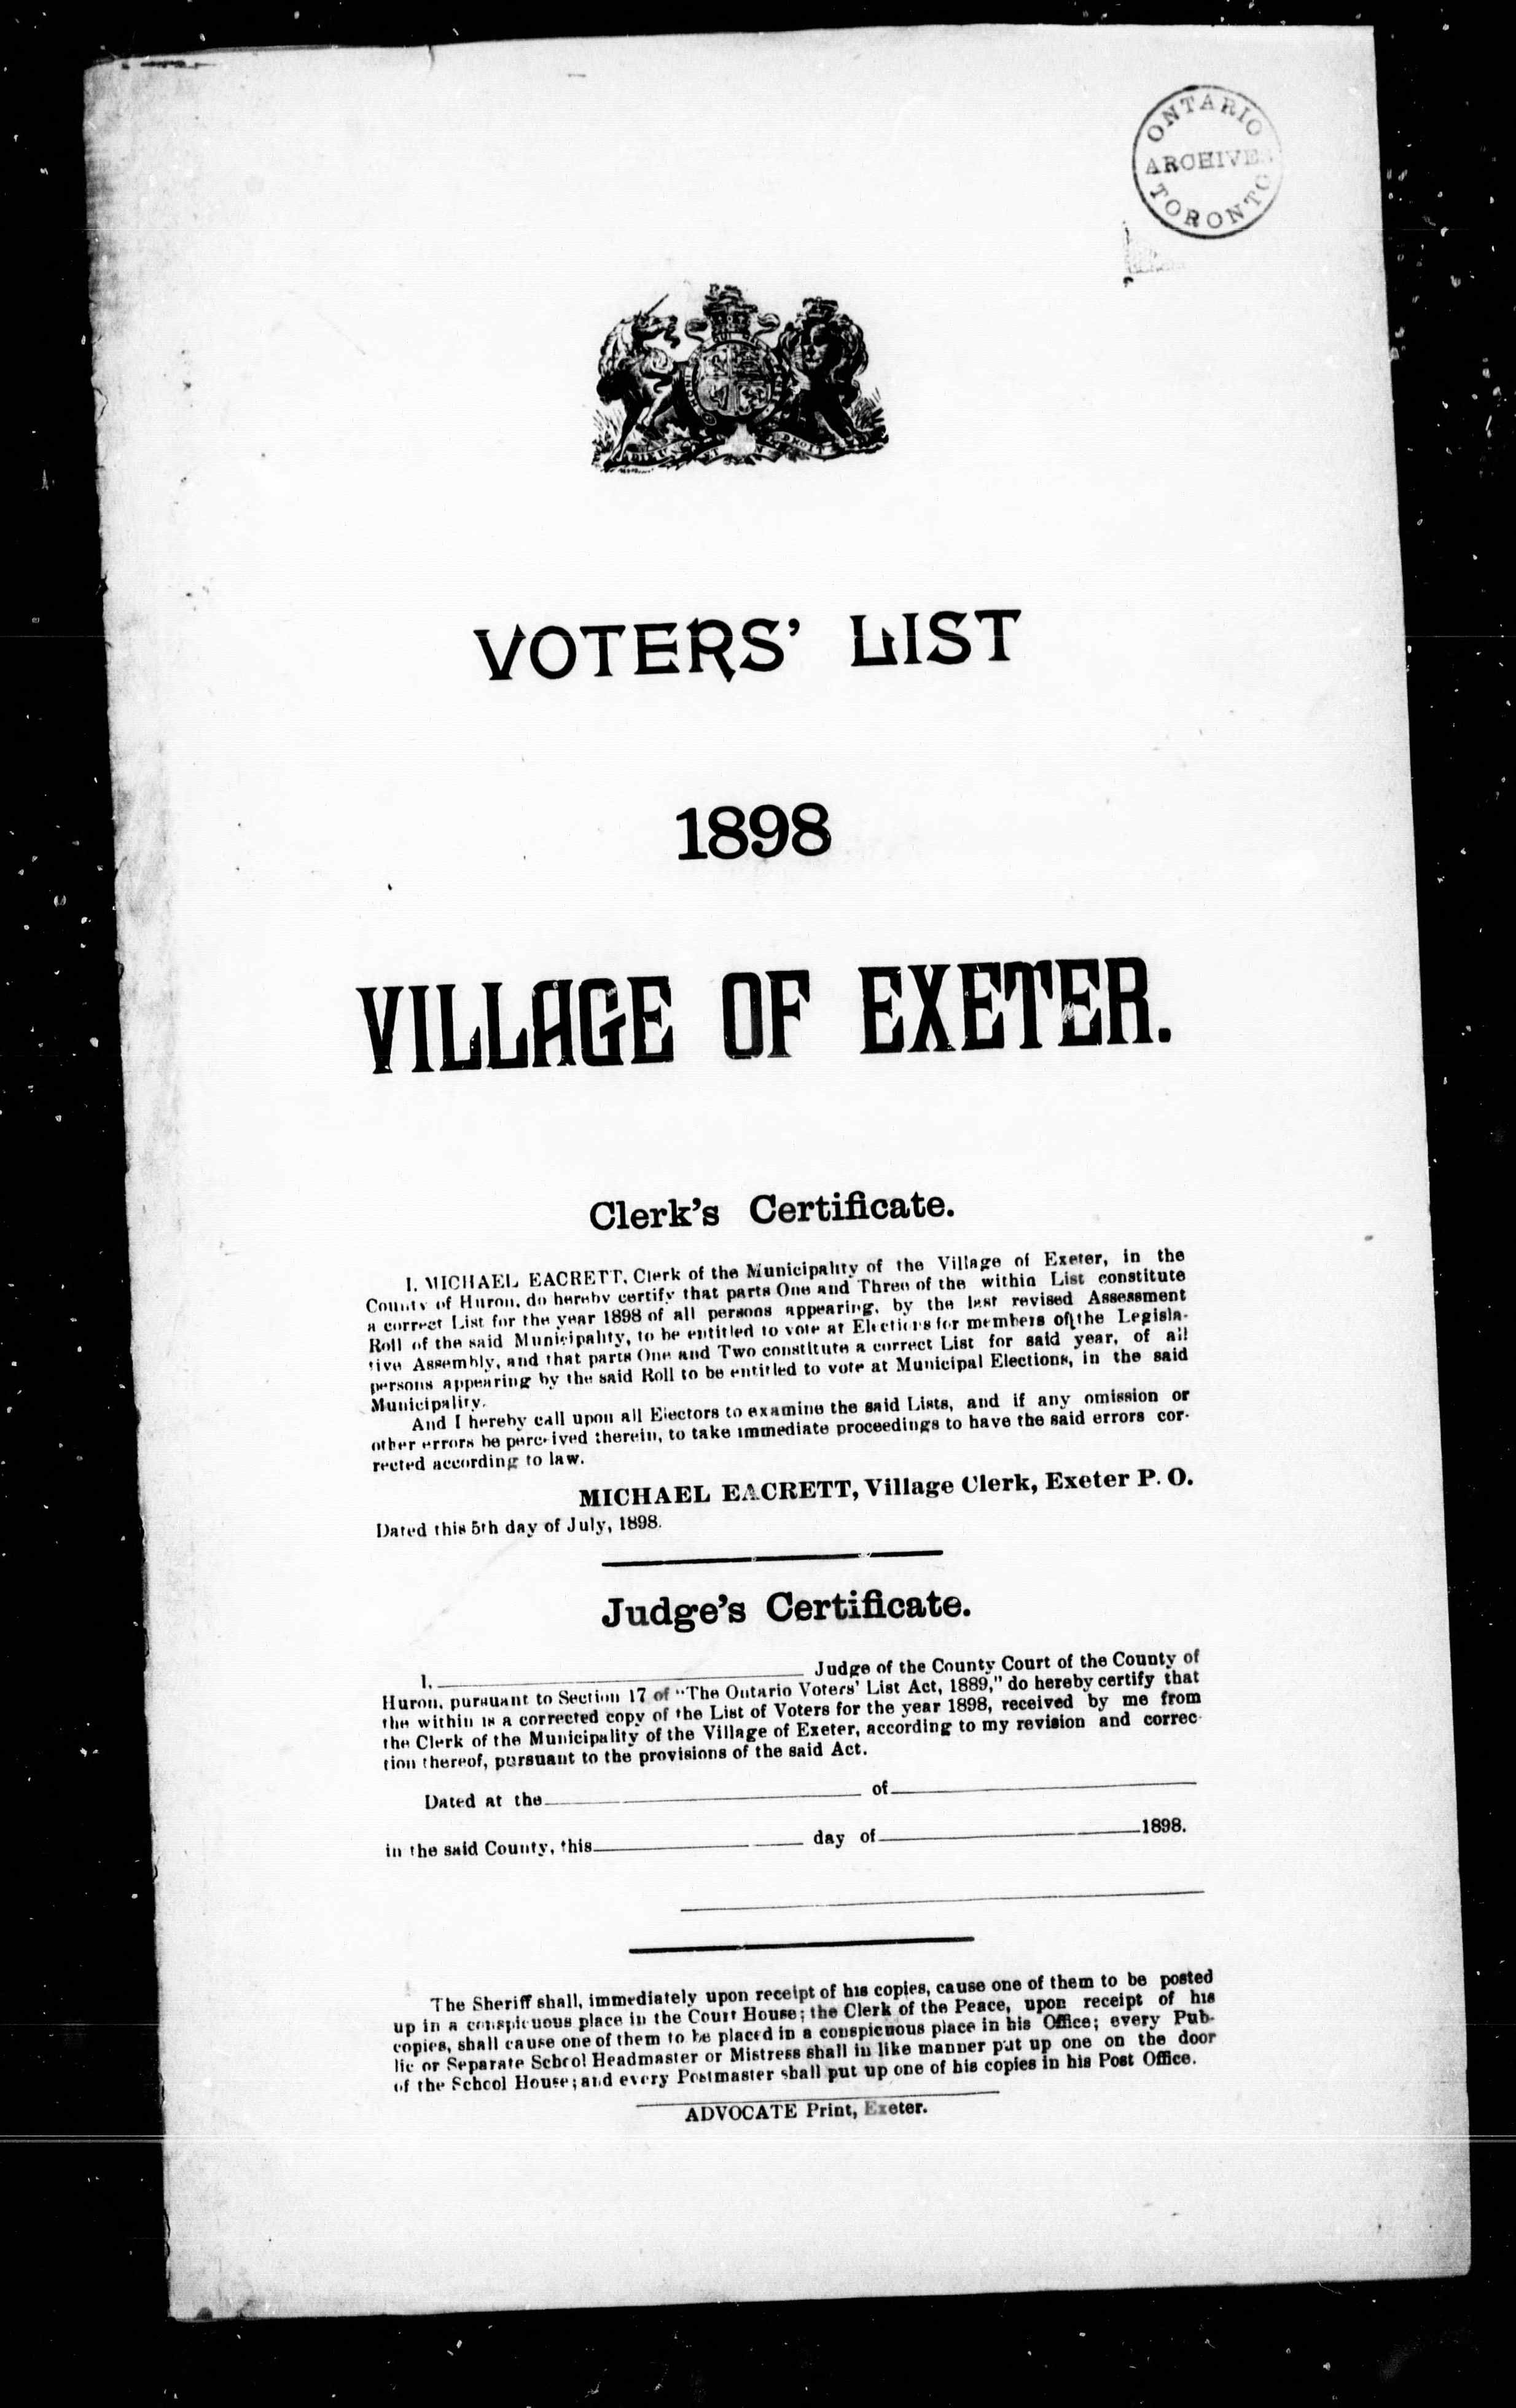 ONTARIO
ARCHIVES
TORONTO
DIEU ET DROIT
VOTERS' LIST
1898
VILLAGE OF EXETER.
Clerk's Certificate.
I, MICHAEL EACRETT, Clerk of the Municipality of the Village of Exeter, in the
County of Huron, do hereby certify that parts One and Three of the within List constitute
a correct List for the year 1898 of all persons appearing, by the last revised Assessment
Roll of the said Municipality, to be entitled to vote at Elections for members of the Legisla-
tive Assembly, and that parts One and Two constitute a correct List for said year, of all
persons appearing by the said Roll to be entitled to vote at Municipal Elections, in the said
Municipality.
And I hereby call upon all Electors to examine the said Lists, and if any omission or
other errors be perceived therein, to take immediate proceedings to have the said errors cor-
rected according to law.
MICHAEL EACRETT, Village Clerk, Exeter P. O.
Dated this 5th day of July, 1898.
Judge's Certificate.
I, Judge of the County Court of the County of
Huron, pursuant to Section 17 of "The Ontario Voters' List Act, 1889," do hereby certify that
the within is a corrected copy of the List of Voters for the year 1898, received by me from
the Clerk of the Municipality of the Village of Exeter, according to my revision and correc-
tion thereof, pursuant to the provisions of the said Act.
Dated at the of
in the said County, this day of 1898.
The Sheriff shall, immediately upon receipt of his copies, cause one of them to be posted
up in a conspicuous place in the Court House; the Clerk of the Peace, upon receipt of his
copies, shall cause one of them to be placed in a conspicuous place in his Office; every Pub-
lic or Separate School Headmaster or Mistress shall in like manner put up one on the door
of the School House; and every Postmaster shall put up one of his copies in his Post Office.
ADVOCATE Print, Exeter.